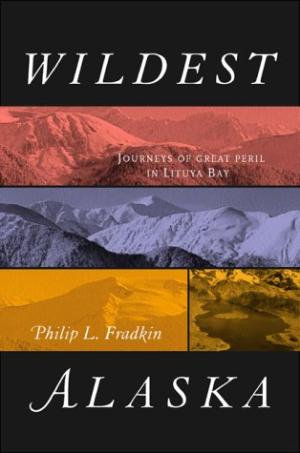 WILDEST
JOURNEYS OF GREAT PERIL
IN LITUYA BAY
Philip L. Fradkin
ALASKA